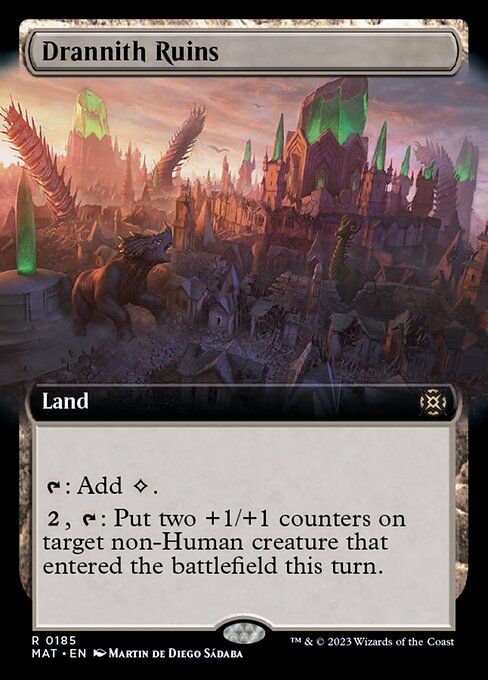 Drannith Ruins
Land
: Add .
2, : Put two +1/+1 counters on
target non-Human creature that
entered the battlefield this turn.
R 0185
MAT • EN Martin de Diego Sádaba
™ & © 2023 Wizards of the Coast